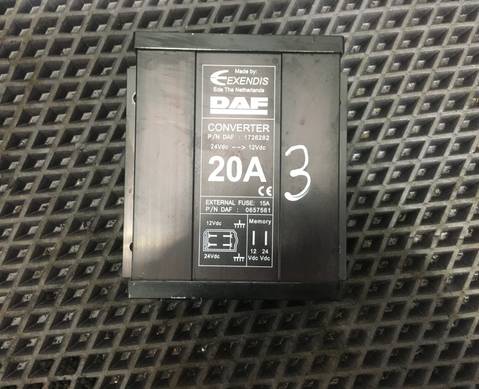 Made by:
EXENDIS
Ede The Netherlands
DAF
CONVERTER
P/N DAF : 1726282
24Vdc --> 12Vdc
20A
CE
3
EXTERNAL FUSE: 15A
P/N DAF : 0657561
12Vdc
Memory
24Vdc
12 24
Vdc Vdc